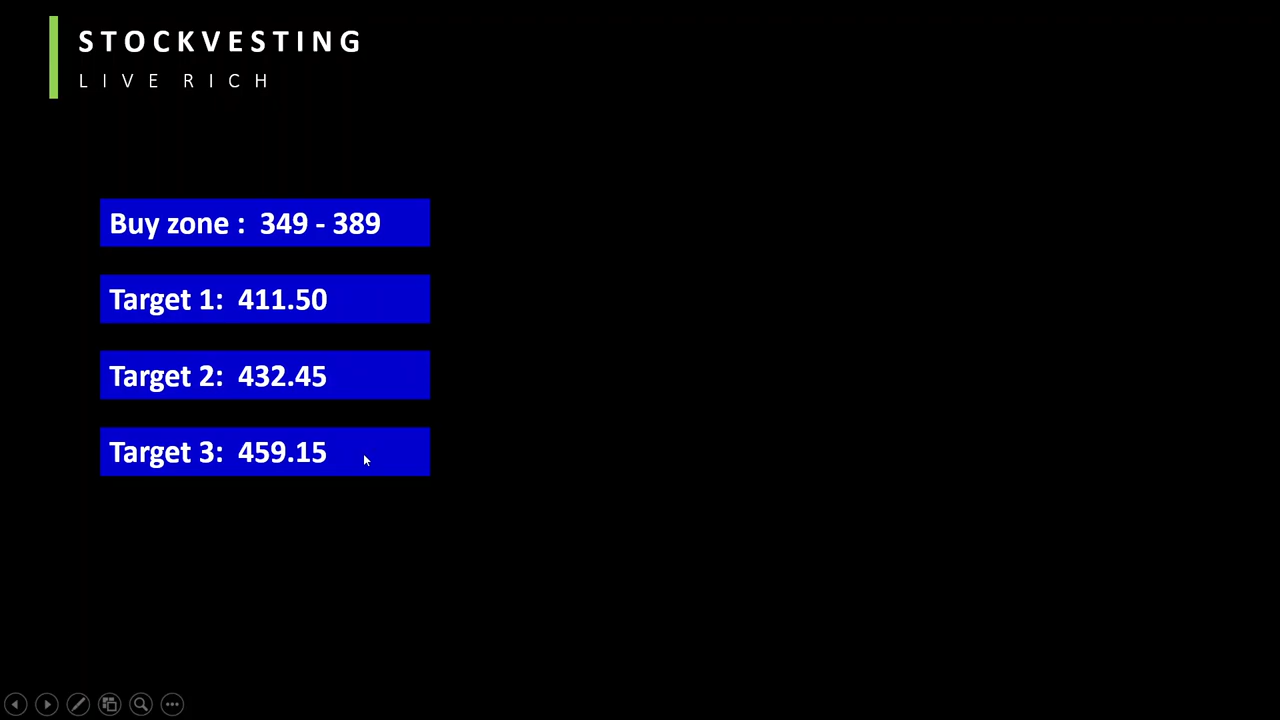 STOCKVESTING
LIVE RICH
Buy zone : 349 - 389
Target 1: 411.50
Target 2: 432.45
Target 3: 459.15